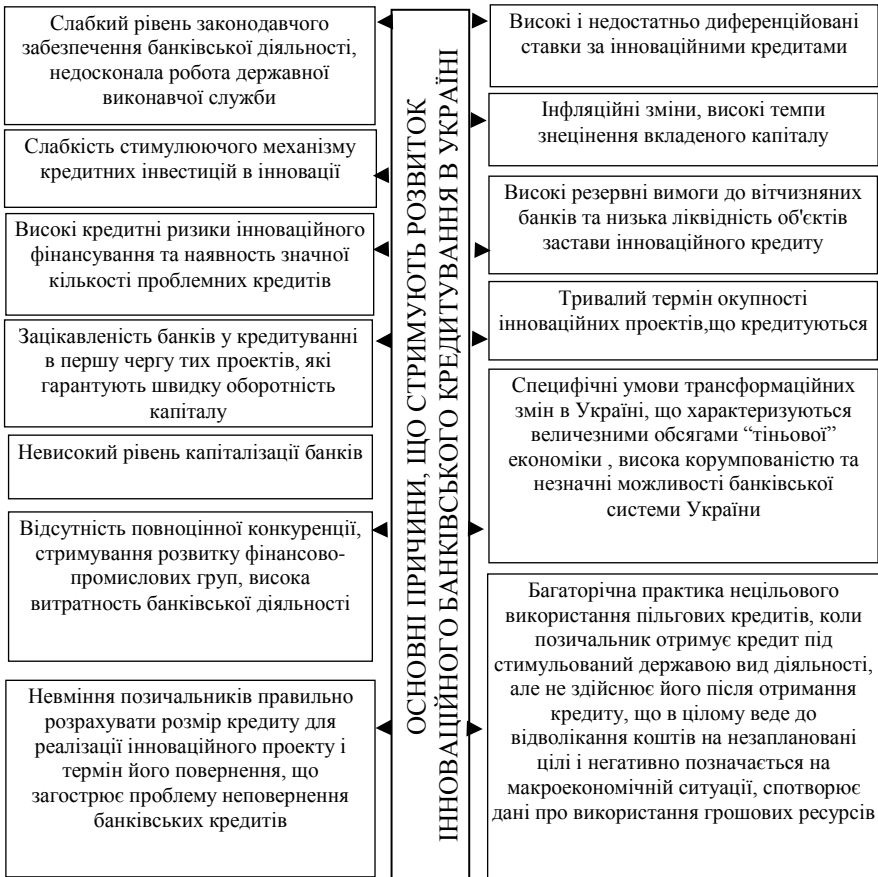 Слабкий рівень законодавчого
забезпечення банківської діяльності,
недосконала робота державної
виконавчої служби
Слабкість стимулюючого механізму
кредитних інвестицій в інновації
Високі кредитні ризики інноваційного
фінансування та наявность значної
кількості проблемних кредитів
Зацікавленість банків у кредитуванні
в першу чергу тих проектів, які
гарантують швидку оборотність
капіталу
Невисокий рівень капіталізації банків
Відсутність повноцінної конкуренції,
стримування розвитку фінансово-
промислових груп, висока
витратность банківської діяльності
Невміння позичальників правильно
розрахувати розмір кредиту для
реалізації інноваційного проекту і
термін його повернення, що
загострює проблему неповернення
банківських кредитів
ОСНОВНІ ПРИЧИНИ, ЩО СТРИМУЮТЬ РОЗВИТОК
ІННОВАЦІЙНОГО БАНКІВСЬКОГО КРЕДИТУВАННЯ В УКРАЇНІ
Високі і недостатньо диференційовані
ставки за інноваційними кредитами
Інфляційні зміни, високі темпи
знецінення вкладеного капіталу
Високі резервні вимоги до вітчизняних
банків та низька ліквідність об'єктів
застави інноваційного кредиту
Тривалий термін окупності
інноваційних проектів,що кредитуються
Специфічні умови трансформаційних
змін в Україні, що характеризуються
величезними обсягами “тіньової”
економіки , висока корумпованістю та
незначні можливості банківської
системи України
Багаторічна практика нецільового
використання пільгових кредитів, коли
позичальник отримує кредит під
стимульований державою вид діяльності,
але не здійснює його після отримання
кредиту, що в цілому веде до
відволікання коштів на незаплановані
цілі і негативно позначається на
макроекономічній ситуації, спотворює
дані про використання грошових ресурсів